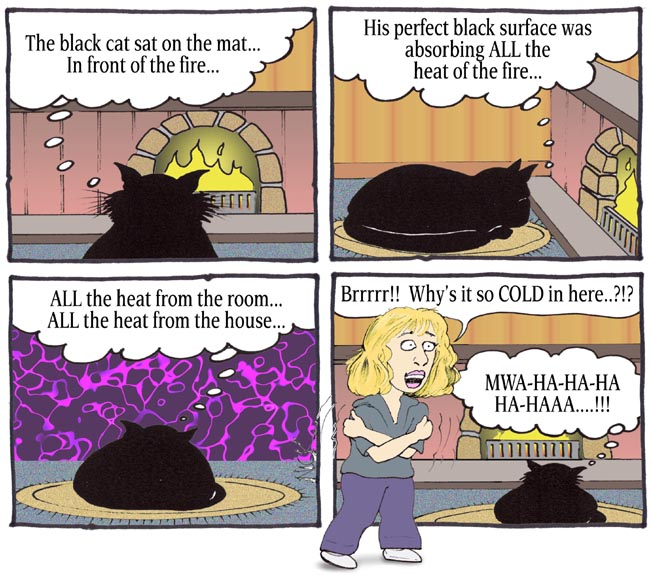 The black cat sat on the mat...
In front of the fire...
His perfect black surface was
absorbing ALL the
heat of the fire...
ALL the heat from the room...
ALL the heat from the house...
Brrrrr!! Why's it so COLD in here..?!?
MWA-HA-HA-HA
HA-HAAA....!!!